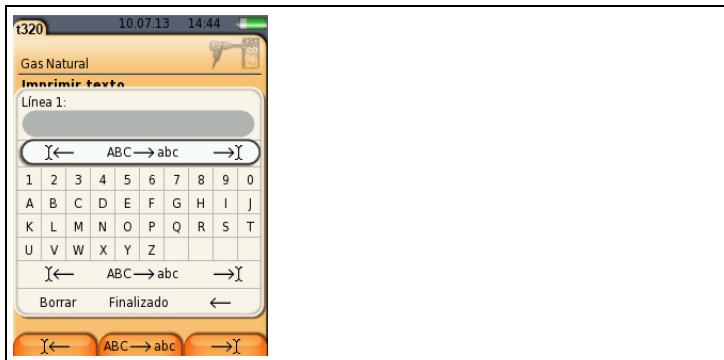 t320 10.07.13 14:44
Gas Natural
Imprimir texto
Línea 1:
ABC→abc
1 2 3 4 5 6 7 8 9 0
A B C D E F G H I J
K L M N O P Q R S T
U V W X Y Z
ABC→abc
Borrar Finalizado ←
ABC→abc